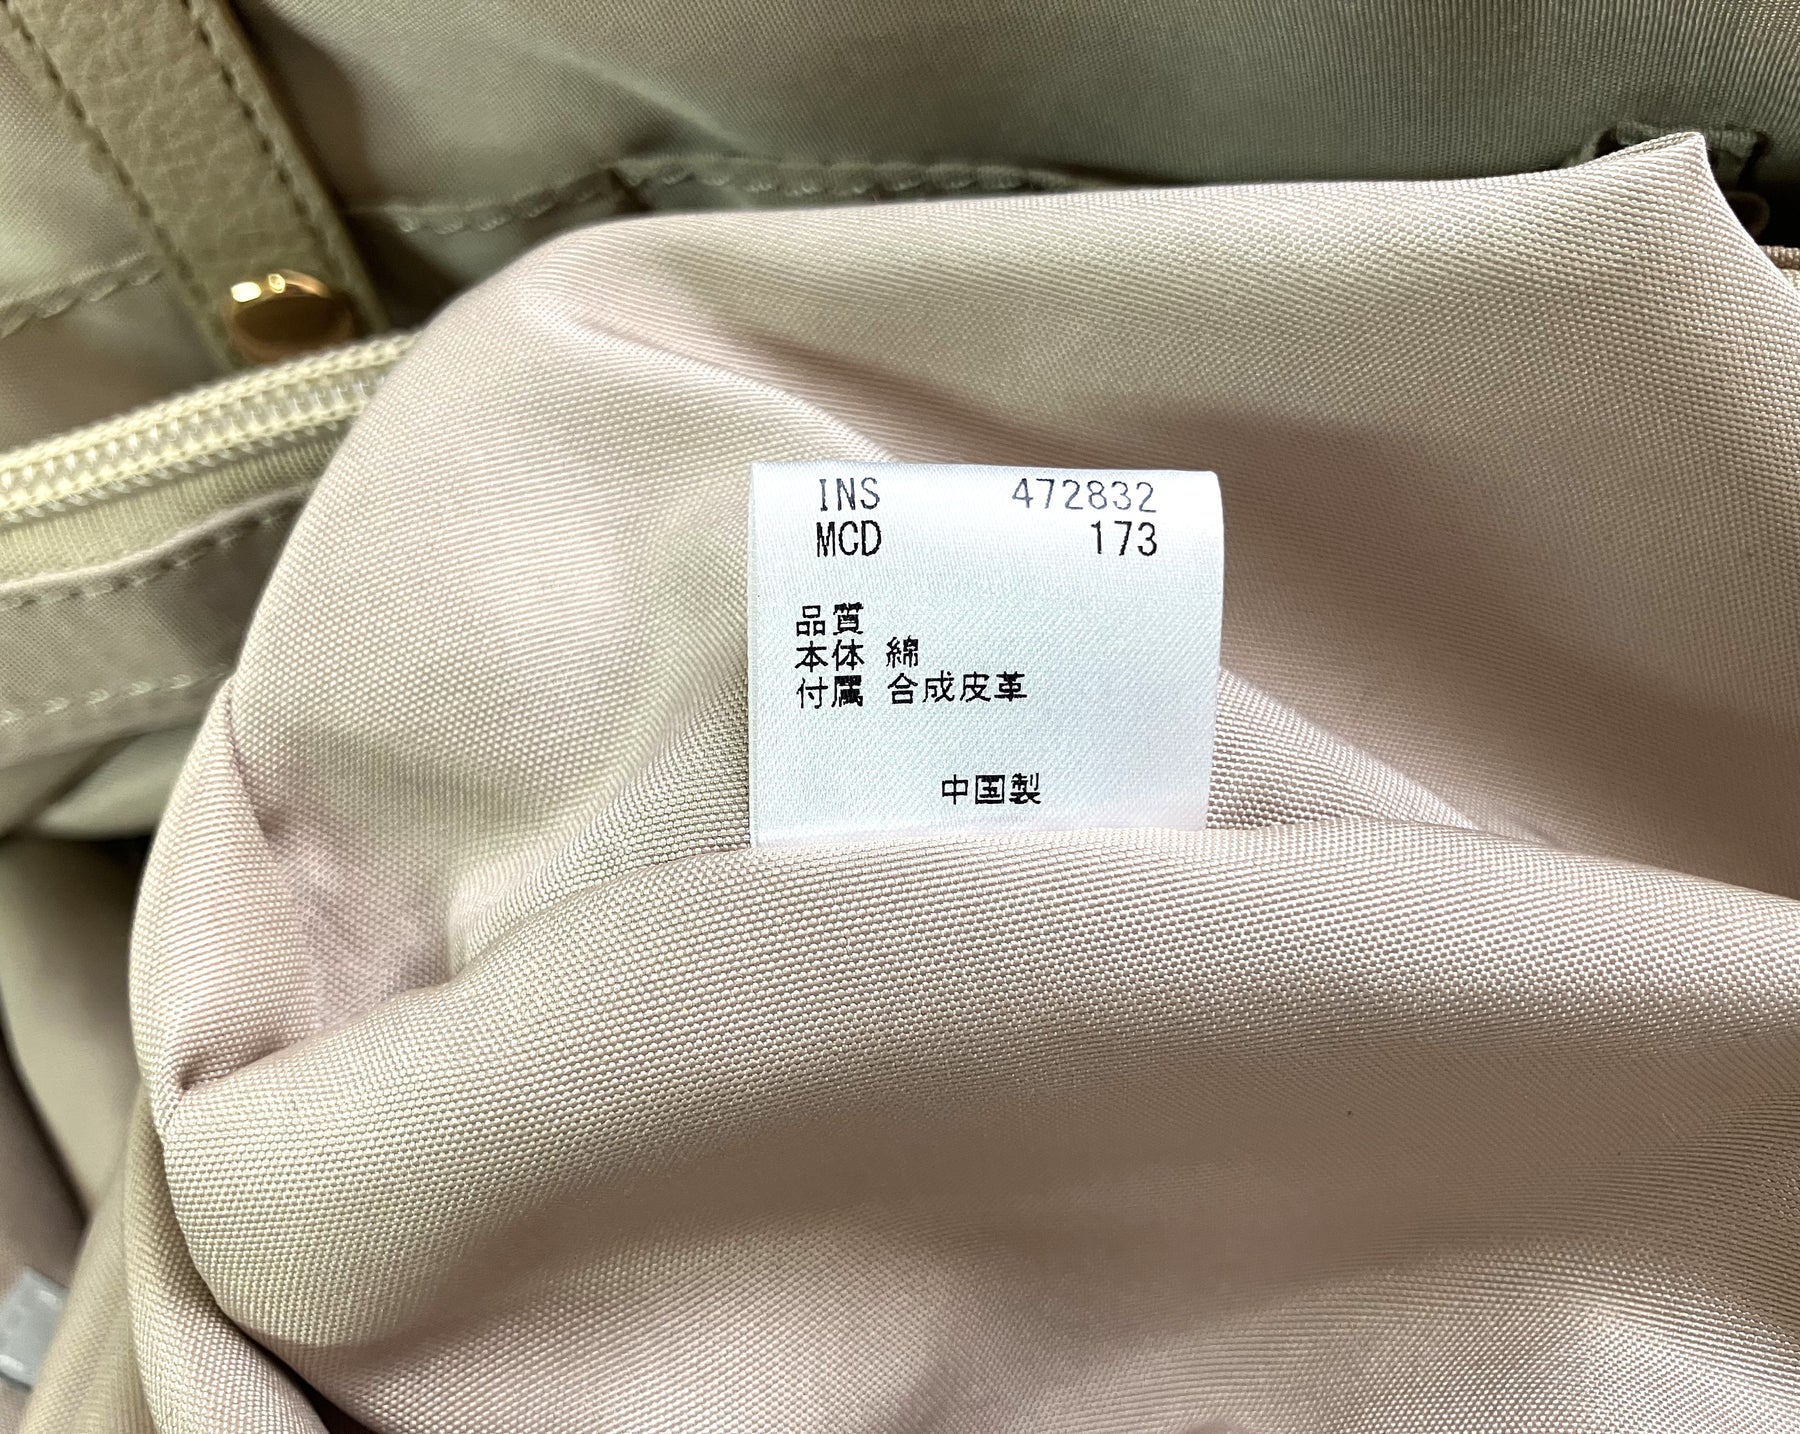 INS 472832
MCD 173
品質
本体 綿
付属 合成皮革
中国製